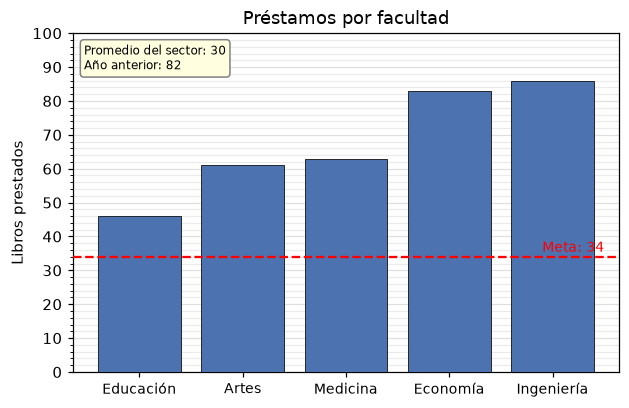 Préstamos por facultad
Libros prestados
100
90
80
70
60
50
40
30
20
10
0
Promedio del sector: 30
Año anterior: 82
Meta: 34
Educación
Artes
Medicina
Economía
Ingeniería